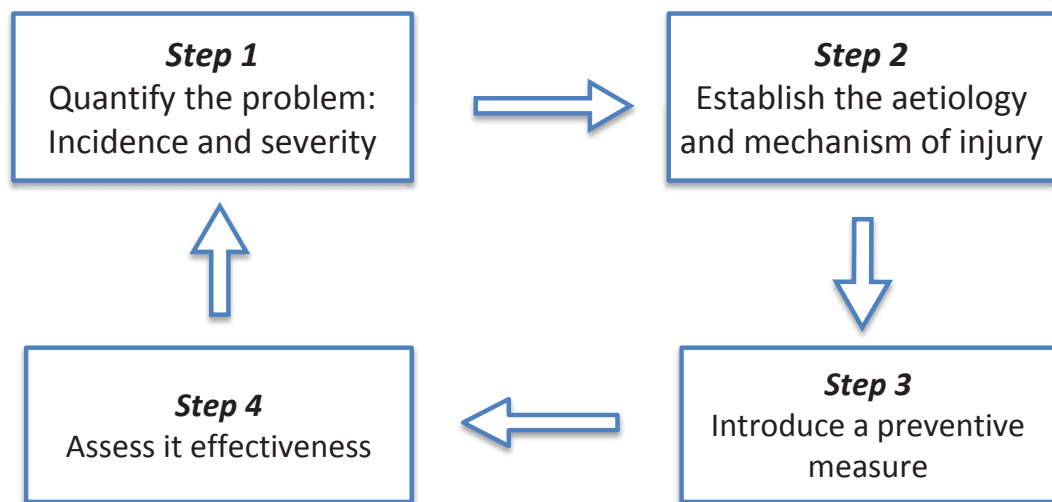 Step 1
Quantify the problem:
Incidence and severity
Step 2
Establish the aetiology
and mechanism of injury
Step 3
Introduce a preventive
measure
Step 4
Assess it effectiveness